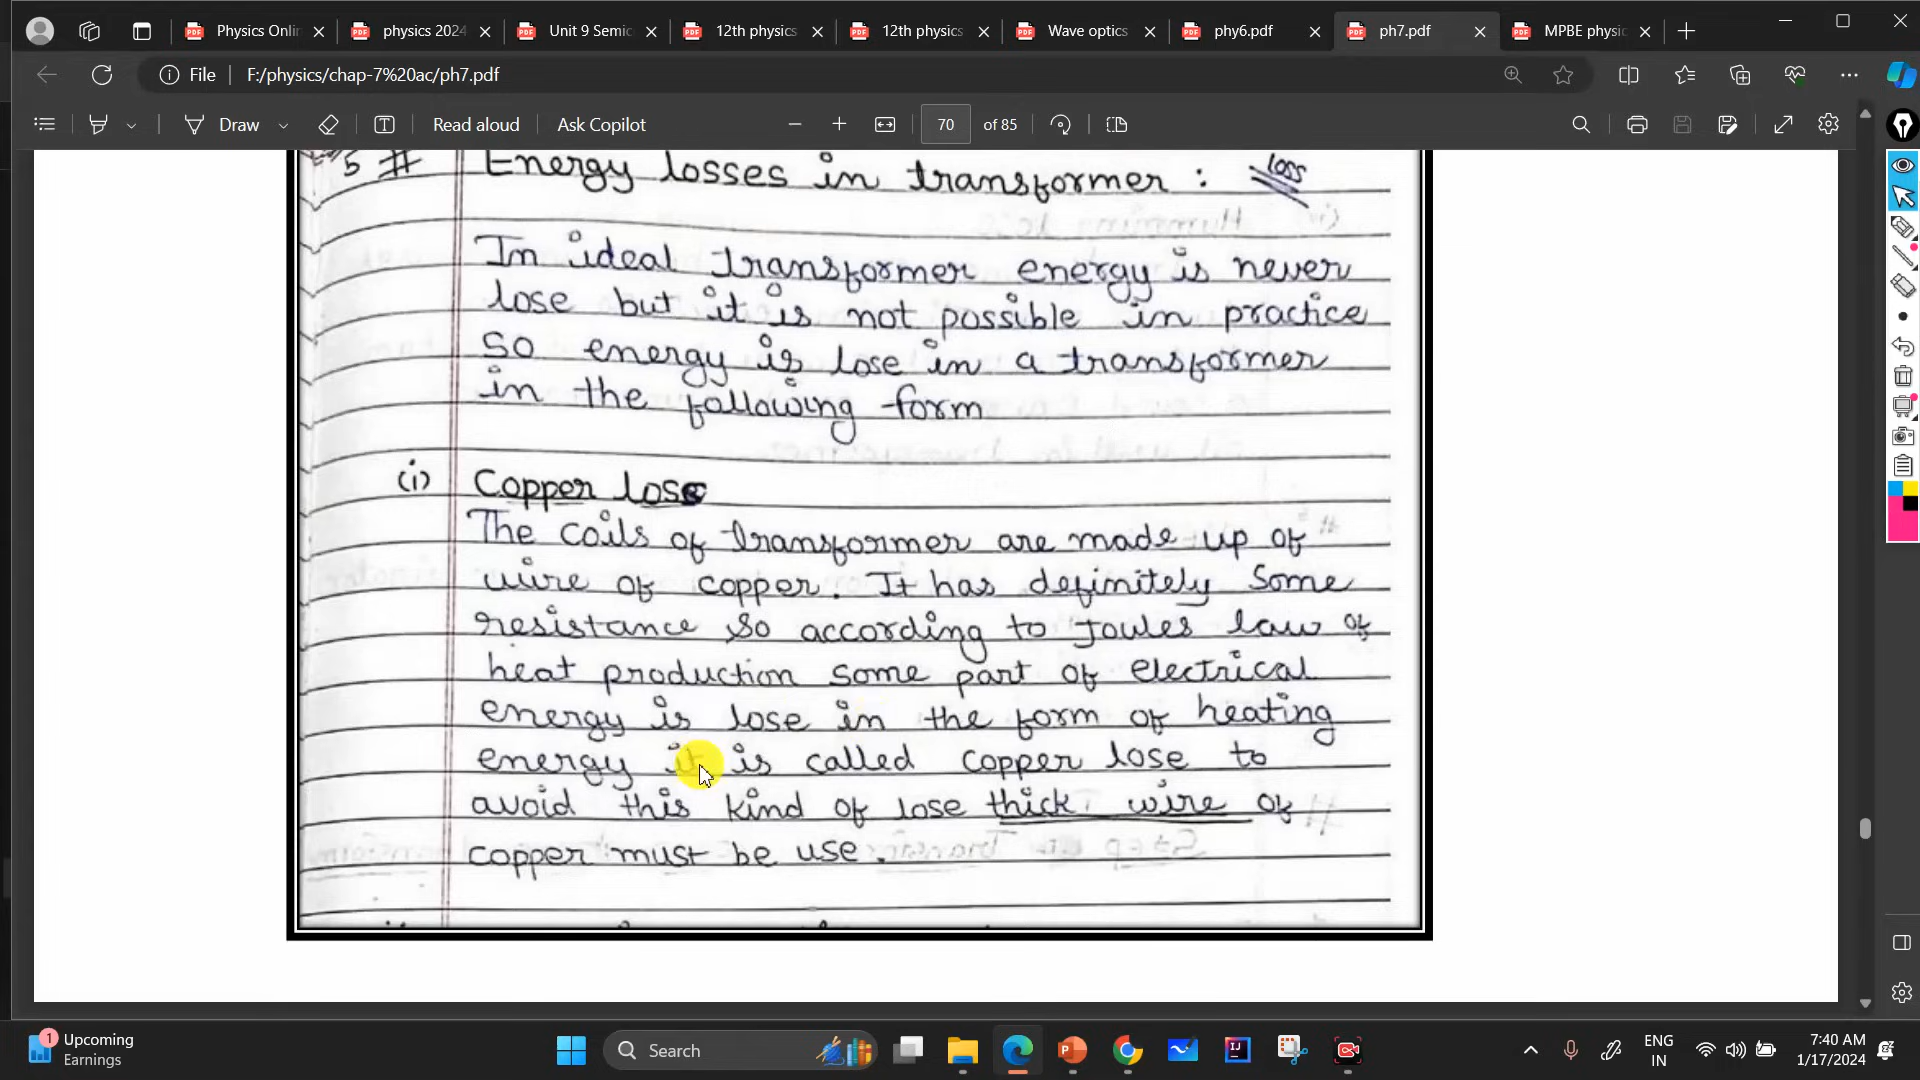 Physics Onli
physics 2024
Unit 9 Semic
12th physics
12th physics
Wave optics
phy6.pdf
ph7.pdf
MPBE physic
File
F:/physics/chap-7%20ac/ph7.pdf
Draw
Read aloud
Ask Copilot
70 of 85
5 # Energy losses in transformer : loss
In ideal transformer energy is never
lose but it is not possible in practice
So energy is lose in a transformer
in the following form
(i) Copper loss
The coils of transformer are made up of
wire of copper. It has definitely some
resistance so according to Joules law of
heat production some part of electrical
energy is lose in the form of heating
energy it is called copper lose to
avoid this kind of lose thick wire of
copper must be use.
1
Upcoming
Earnings
Search
ENG
IN
7:40 AM
1/17/2024